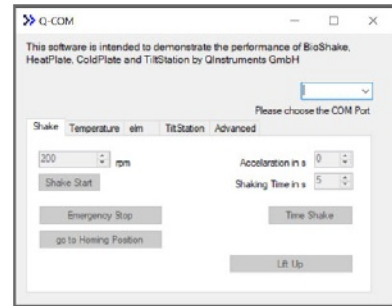 Q-COM
This software is intended to demonstrate the performance of BioShake,
HeatPlate, ColdPlate and TiltStation by QInstruments GmbH
Please choose the COM Port
Shake Temperature elm TiltStation Advanced
200 rpm Accelaration in s 0
Shake Start Shaking Time in s 5
Emergency Stop Time Shake
go to Homing Position
Lift Up